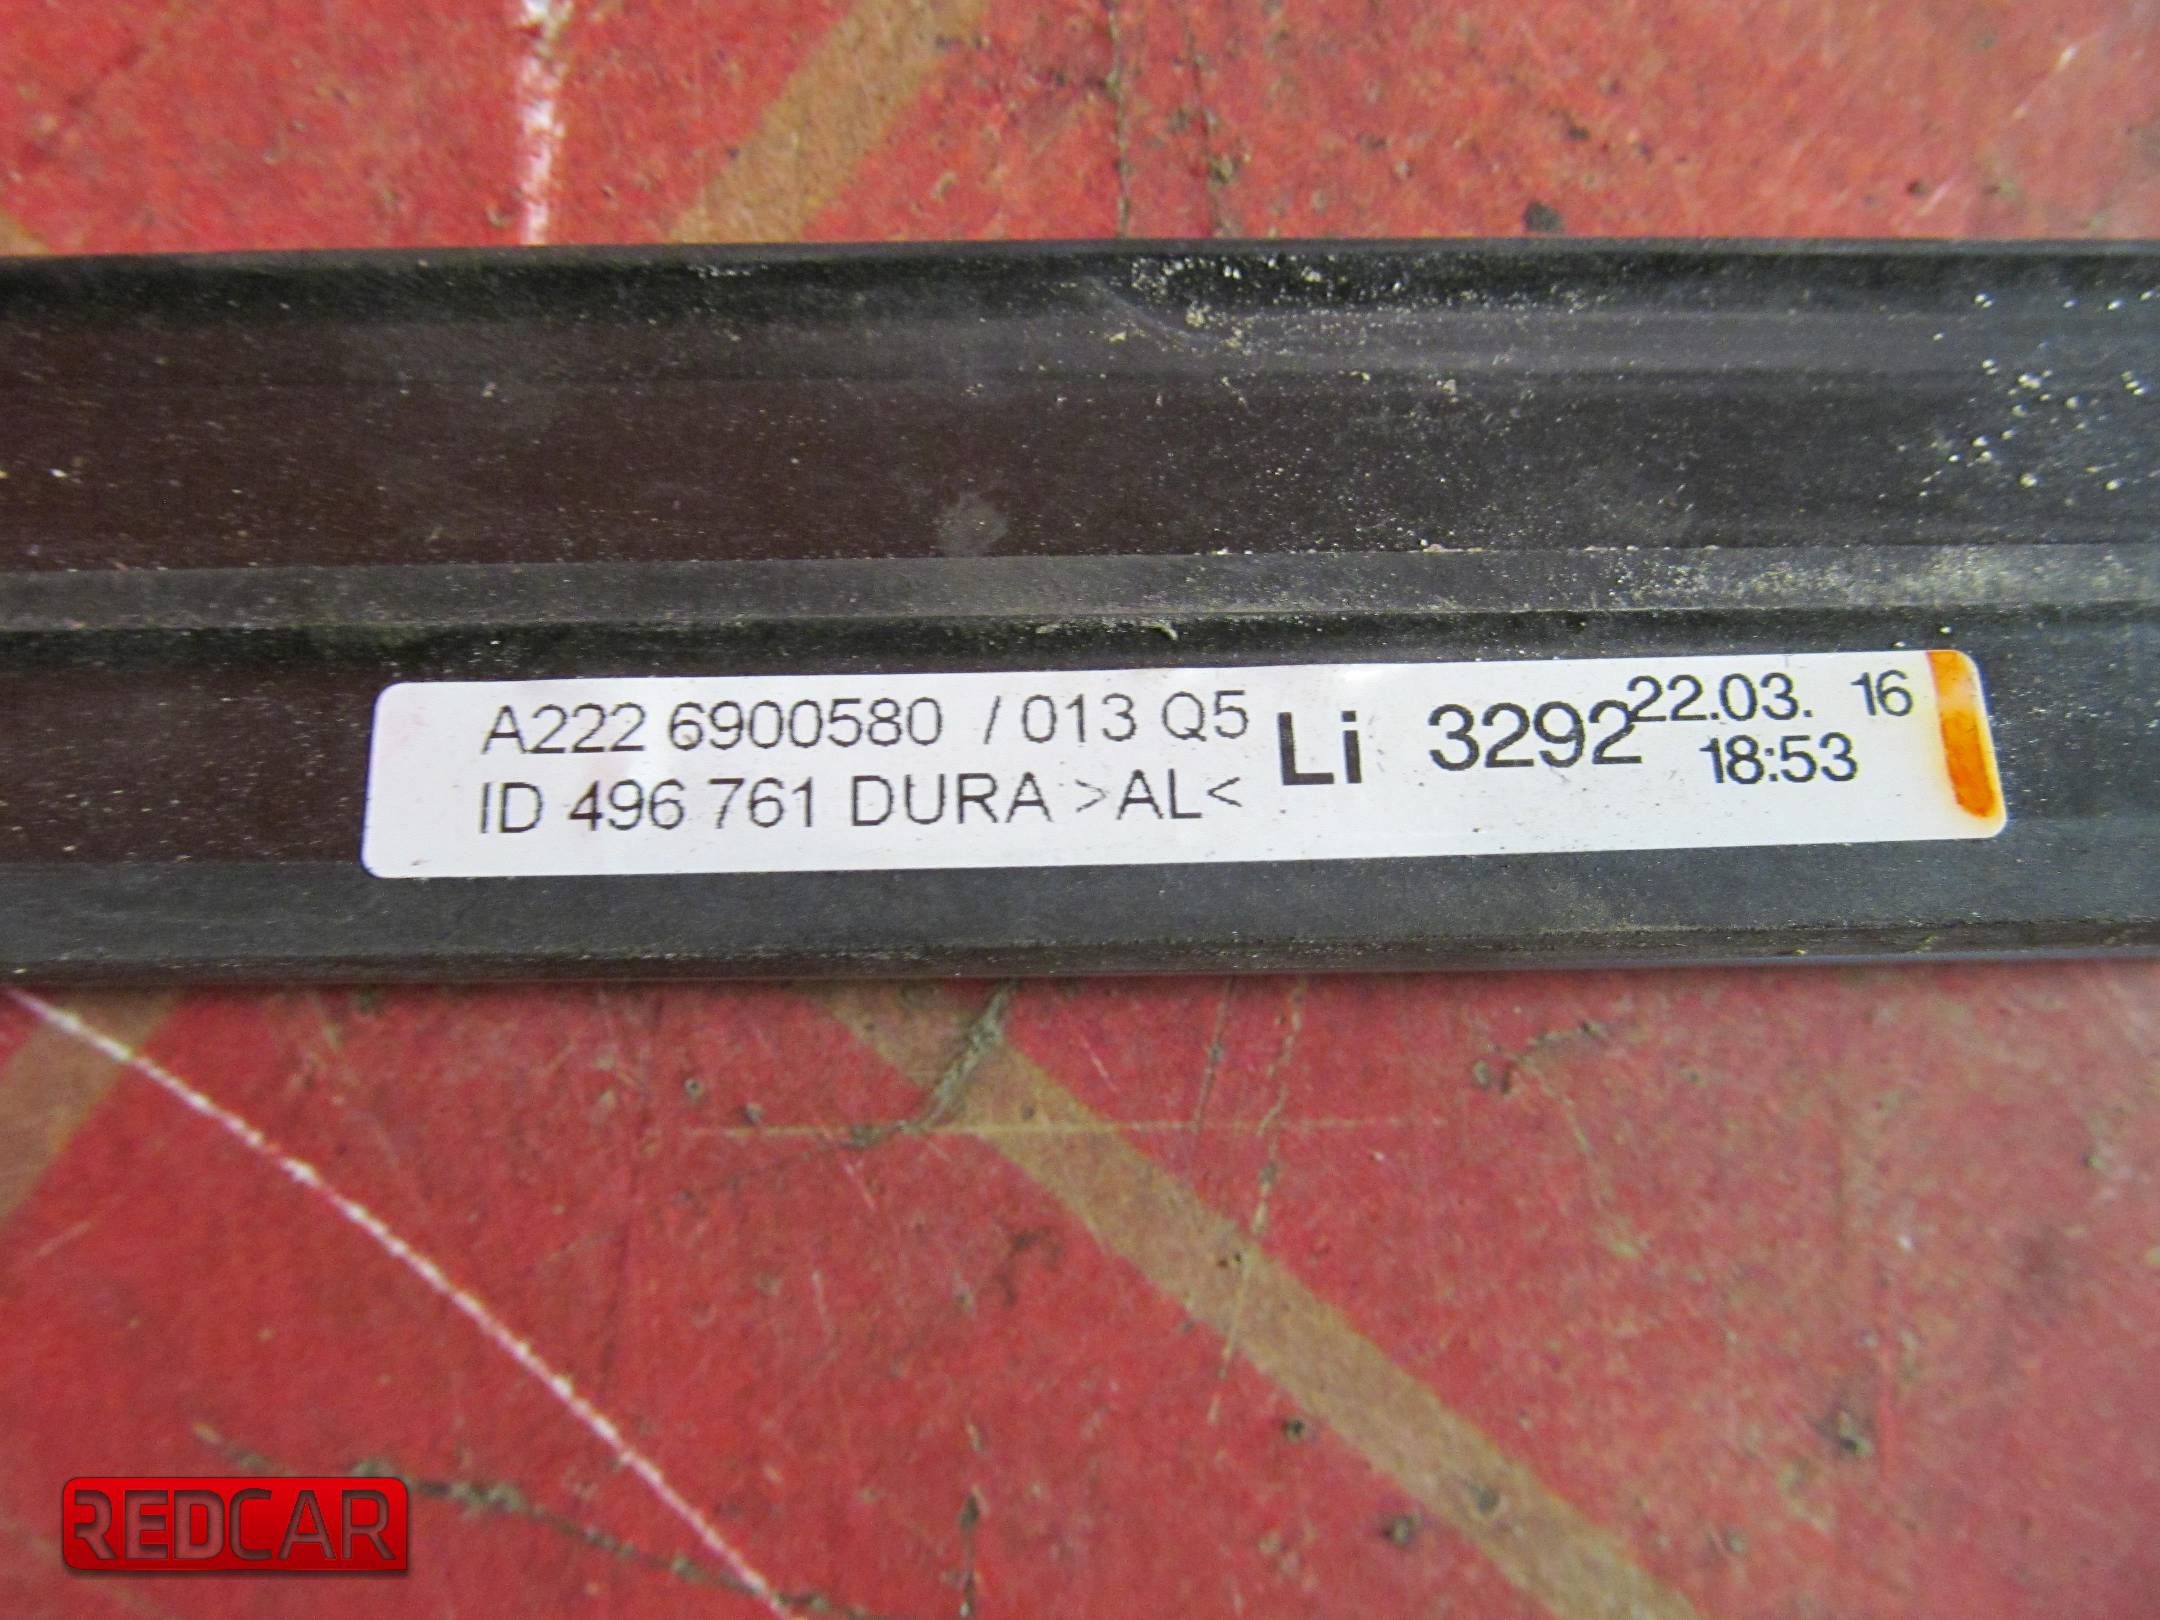 A222 6900580 / 013 Q5
ID 496 761 DURA >AL<
Li 3292
22.03. 16
18:53
REDCAR